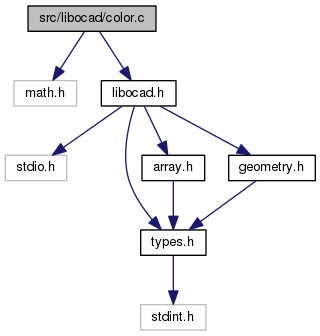 src/libocad/color.c
math.h
libocad.h
stdio.h
array.h
geometry.h
types.h
stdint.h